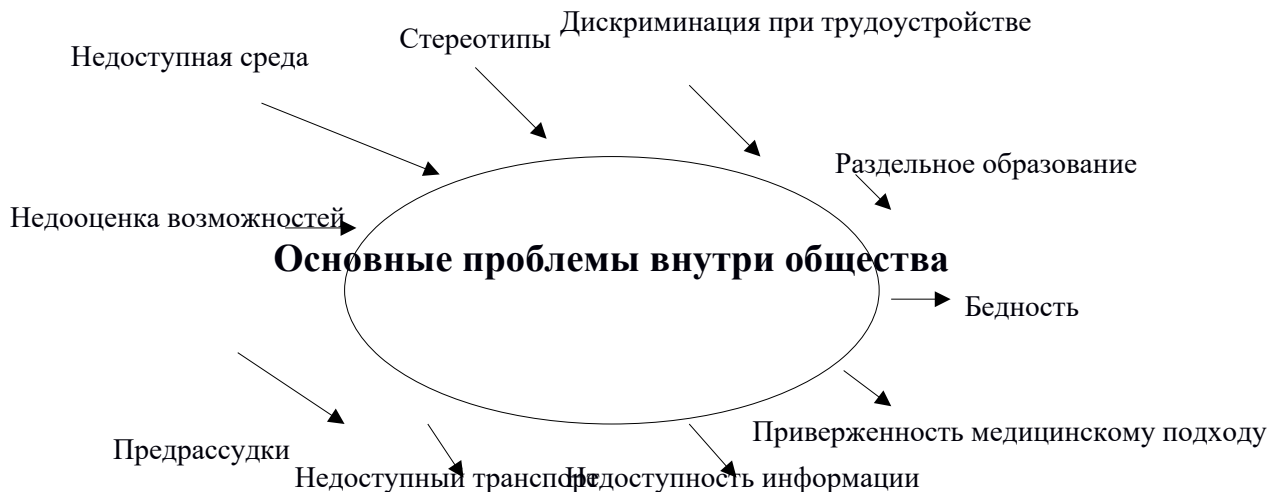 Дискриминация при трудоустройстве
Стереотипы
Недоступная среда
Раздельное образование
Недооценка возможностей
Основные проблемы внутри общества
Бедность
Приверженность медицинскому подходу
Предрассудки
Недоступный транспорт
Недоступность информации